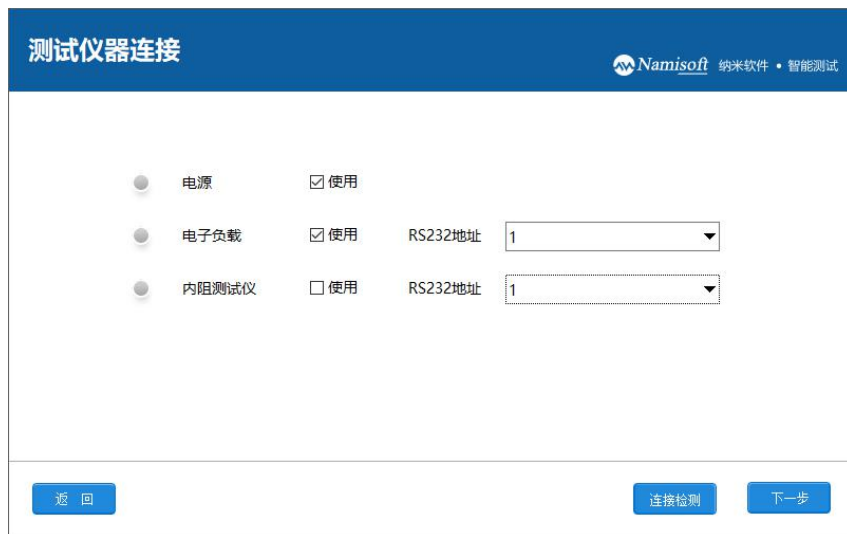 测试仪器连接
Namisoft 纳米软件 • 智能测试
电源 使用
电子负载 使用 RS232地址 1
内阻测试仪 使用 RS232地址 1
返 回 连接检测 下一步